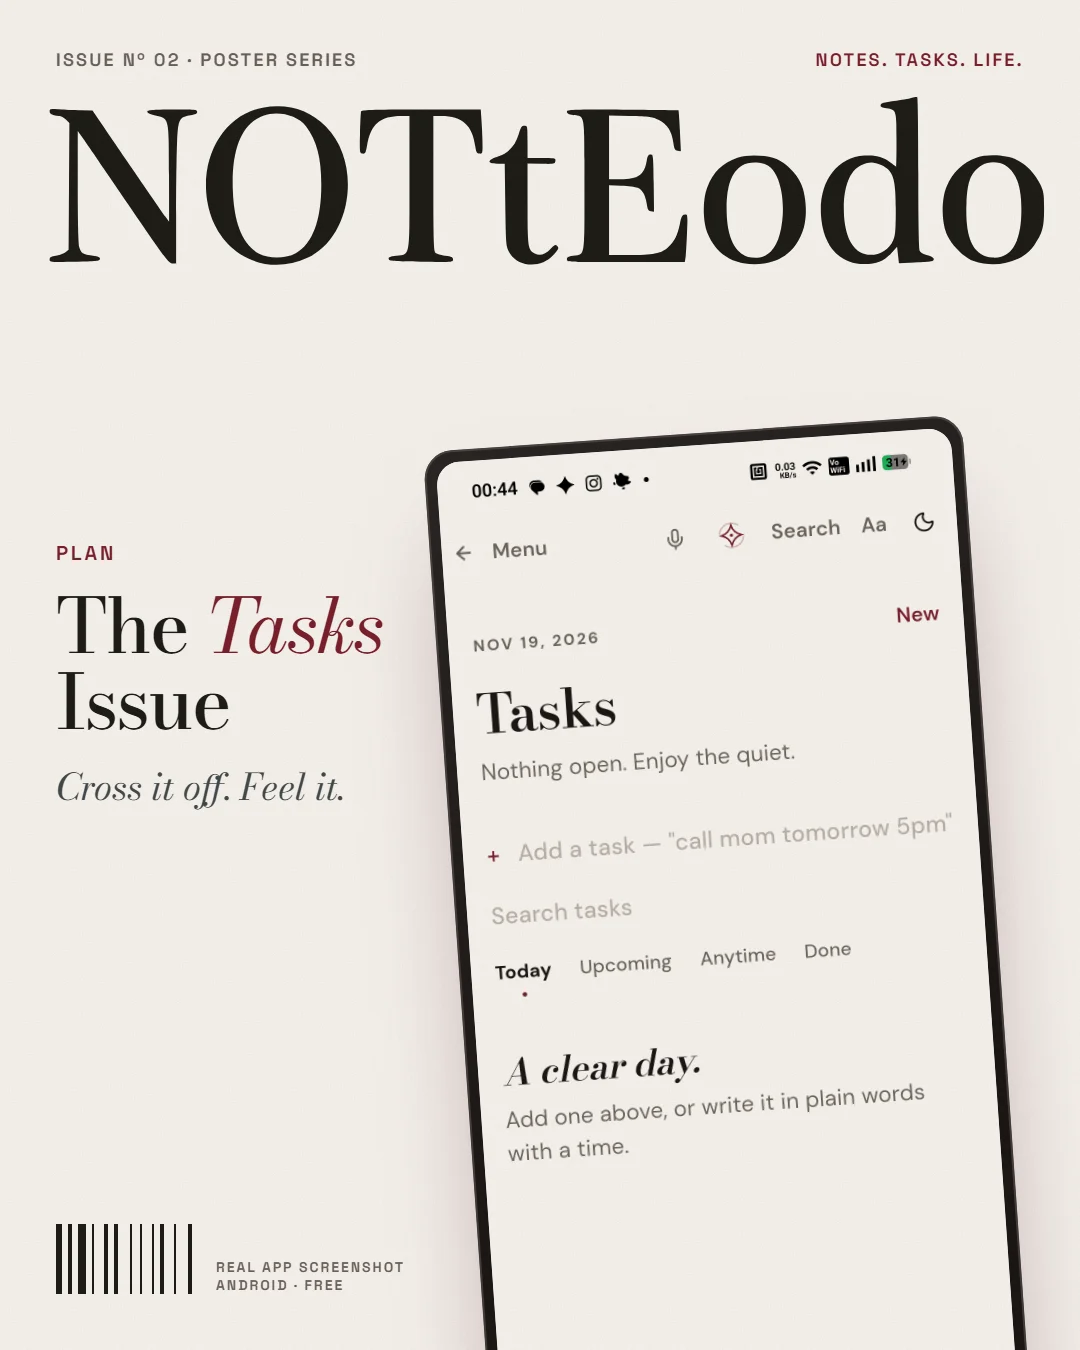 ISSUE Nº 02 · POSTER SERIES
NOTES. TASKS. LIFE.
NOTtEodo
PLAN
The Tasks
Issue
Cross it off. Feel it.
00:44
0.03
KB/s
Vo
WiFi
31
Menu
Search Aa
New
NOV 19, 2026
Tasks
Nothing open. Enjoy the quiet.
+ Add a task — "call mom tomorrow 5pm"
Search tasks
Today Upcoming Anytime Done
A clear day.
Add one above, or write it in plain words
with a time.
REAL APP SCREENSHOT
ANDROID · FREE